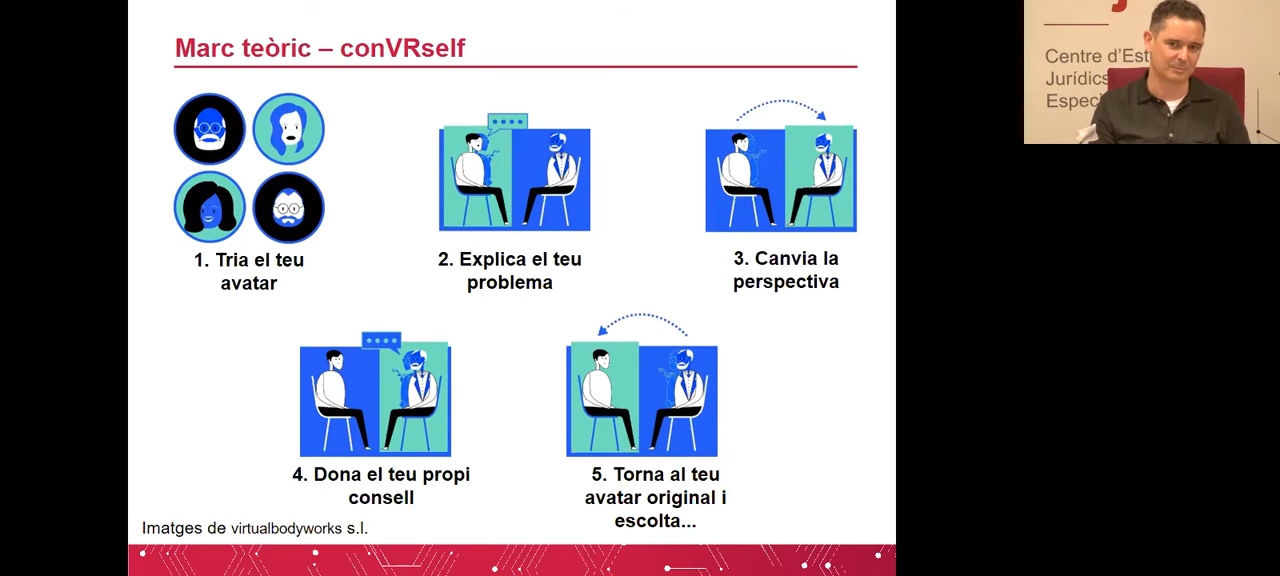 Marc teòric – conVRself
1. Tria el teu
avatar
2. Explica el teu
problema
3. Canvia la
perspectiva
4. Dona el teu propi
consell
5. Torna al teu
avatar original i
escolta...
Imatges de virtualbodyworks s.l.
Centre d'Est
Jurídics
Especi